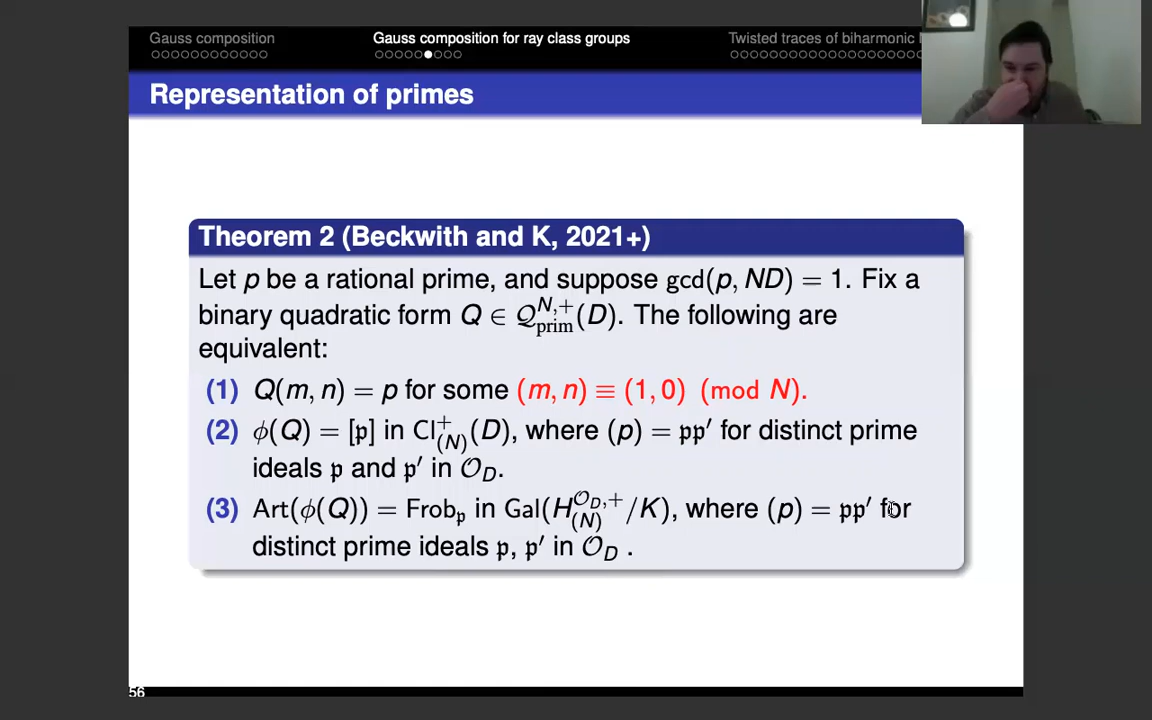 Gauss composition
Gauss composition for ray class groups
Twisted traces of biharmonic
Representation of primes
Theorem 2 (Beckwith and K, 2021+)
Let p be a rational prime, and suppose gcd(p, ND) = 1. Fix a
binary quadratic form Q ∈ 𝒬_prim^{N,+}(D). The following are
equivalent:
(1) Q(m, n) = p for some (m, n) ≡ (1, 0) (mod N).
(2) ϕ(Q) = [𝔭] in Cl_{(N)}^+(D), where (p) = 𝔭𝔭′ for distinct prime
ideals 𝔭 and 𝔭′ in 𝒪_D.
(3) Art(ϕ(Q)) = Frob_𝔭 in Gal(H_{(N)}^{𝒪_D,+}/K), where (p) = 𝔭𝔭′ for
distinct prime ideals 𝔭, 𝔭′ in 𝒪_D .
56